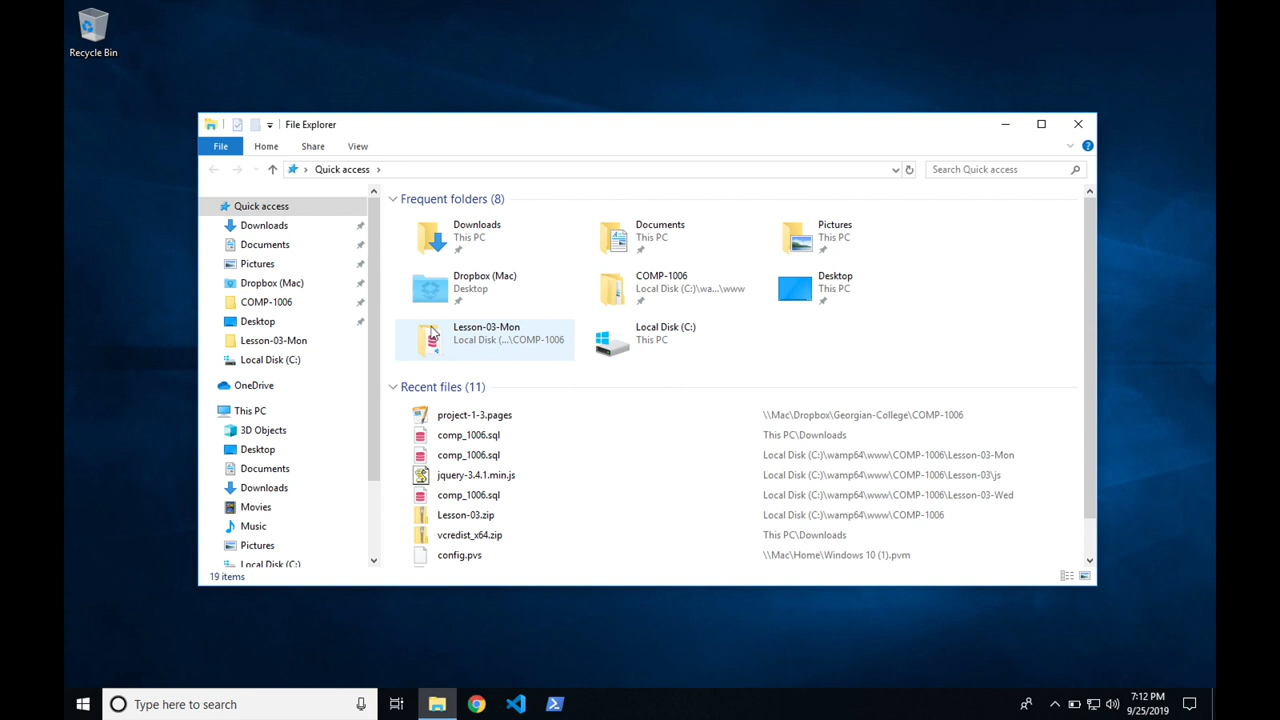 Recycle Bin
File Explorer
File Home Share View
Quick access
Search Quick access
Quick access
Downloads
Documents
Pictures
Dropbox (Mac)
COMP-1006
Desktop
Lesson-03-Mon
Local Disk (C:)
OneDrive
This PC
3D Objects
Desktop
Documents
Downloads
Movies
Music
Pictures
Local Disk (C:)
Frequent folders (8)
Downloads
This PC
Documents
This PC
Pictures
This PC
Dropbox (Mac)
Desktop
COMP-1006
Local Disk (C:)\wa...\www
Desktop
This PC
Lesson-03-Mon
Local Disk (...\COMP-1006
Local Disk (C:)
This PC
Recent files (11)
project-1-3.pages \\Mac\Dropbox\Georgian-College\COMP-1006
comp_1006.sql This PC\Downloads
comp_1006.sql Local Disk (C:)\wamp64\www\COMP-1006\Lesson-03-Mon
jquery-3.4.1.min.js Local Disk (C:)\wamp64\www\COMP-1006\Lesson-03\js
comp_1006.sql Local Disk (C:)\wamp64\www\COMP-1006\Lesson-03-Wed
Lesson-03.zip Local Disk (C:)\wamp64\www\COMP-1006
vcredist_x64.zip This PC\Downloads
config.pvs \\Mac\Home\Windows 10 (1).pvm
19 items
Type here to search
7:12 PM
9/25/2019